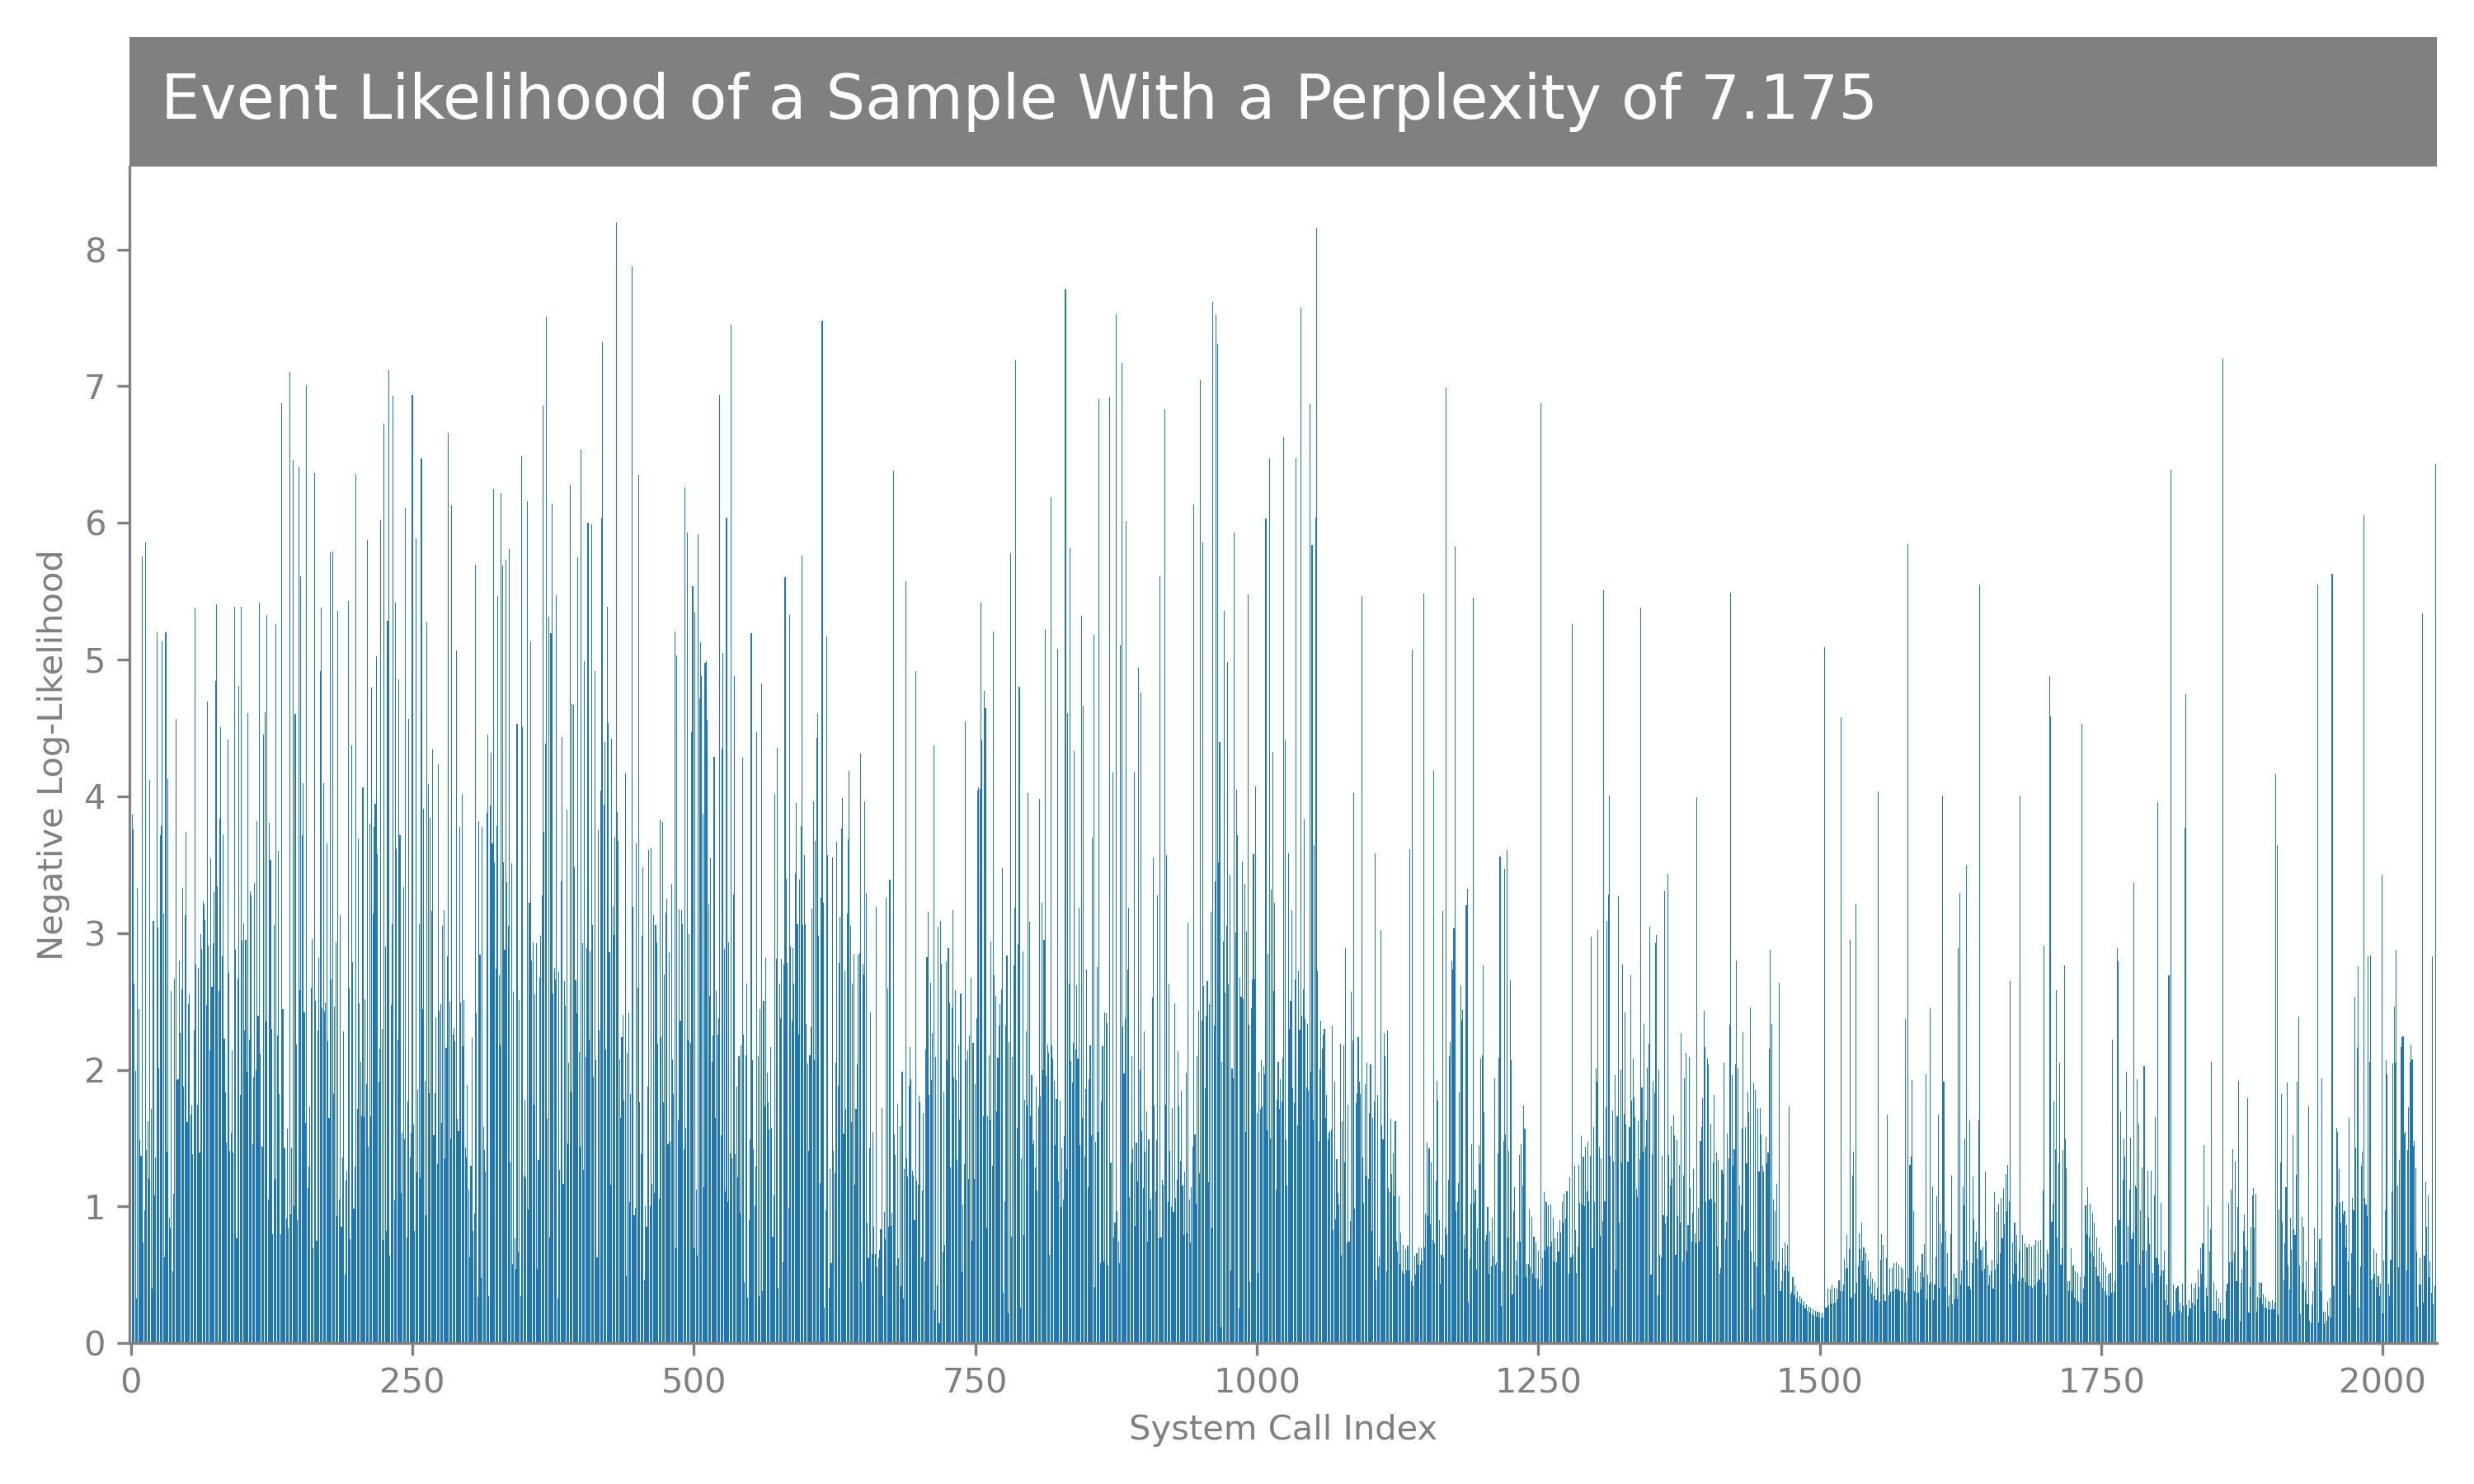 Event Likelihood of a Sample With a Perplexity of 7.175
Negative Log-Likelihood
8
7
6
5
4
3
2
1
0
0 250 500 750 1000 1250 1500 1750 2000
System Call Index